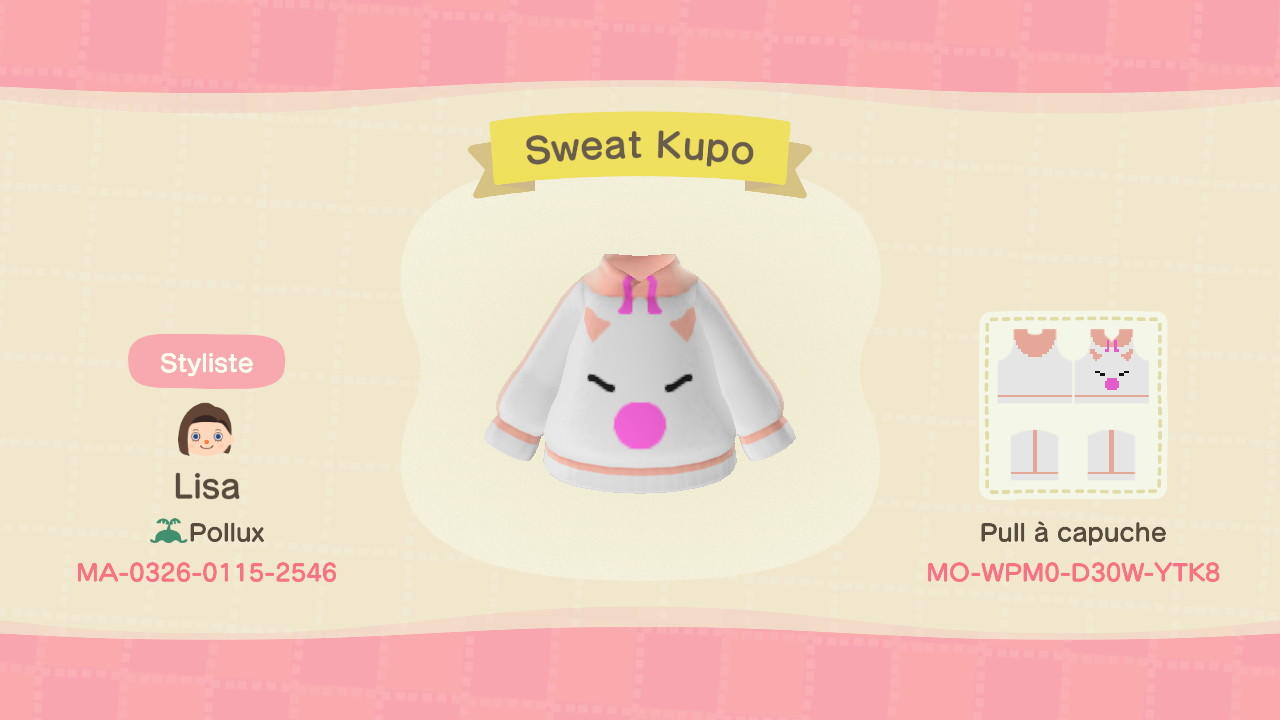 Sweat Kupo
Styliste
Lisa
Pollux
MA-0326-0115-2546
Pull à capuche
MO-WPM0-D30W-YTK8